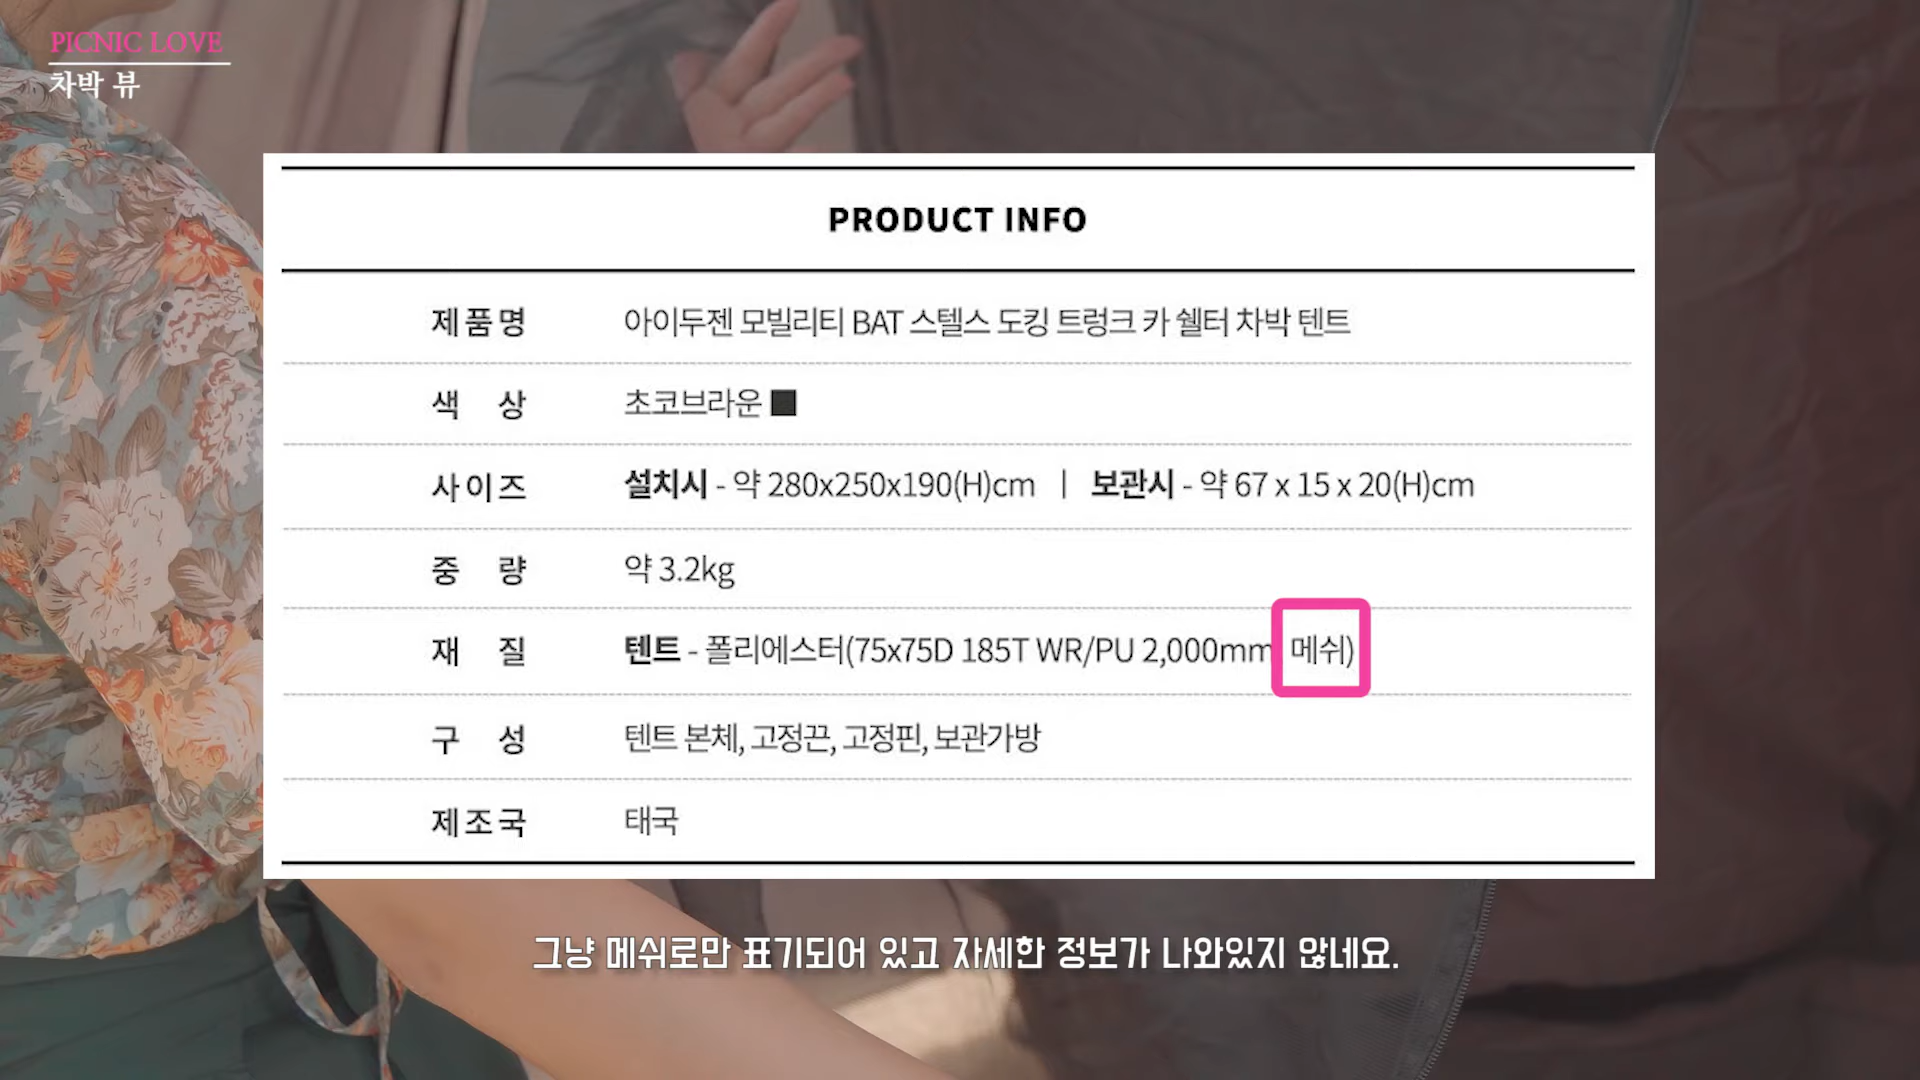 PICNIC LOVE
차박 뷰
PRODUCT INFO
제품명 아이두젠 모빌리티 BAT 스텔스 도킹 트렁크 카 쉘터 차박 텐트
색 상 초코브라운 ■
사이즈 설치시 - 약 280x250x190(H)cm | 보관시 - 약 67 x 15 x 20(H)cm
중 량 약 3.2kg
재 질 텐트 - 폴리에스터(75x75D 185T WR/PU 2,000mm 메쉬)
구 성 텐트 본체, 고정끈, 고정핀, 보관가방
제조국 태국
그냥 메쉬로만 표기되어 있고 자세한 정보가 나와있지 않네요.